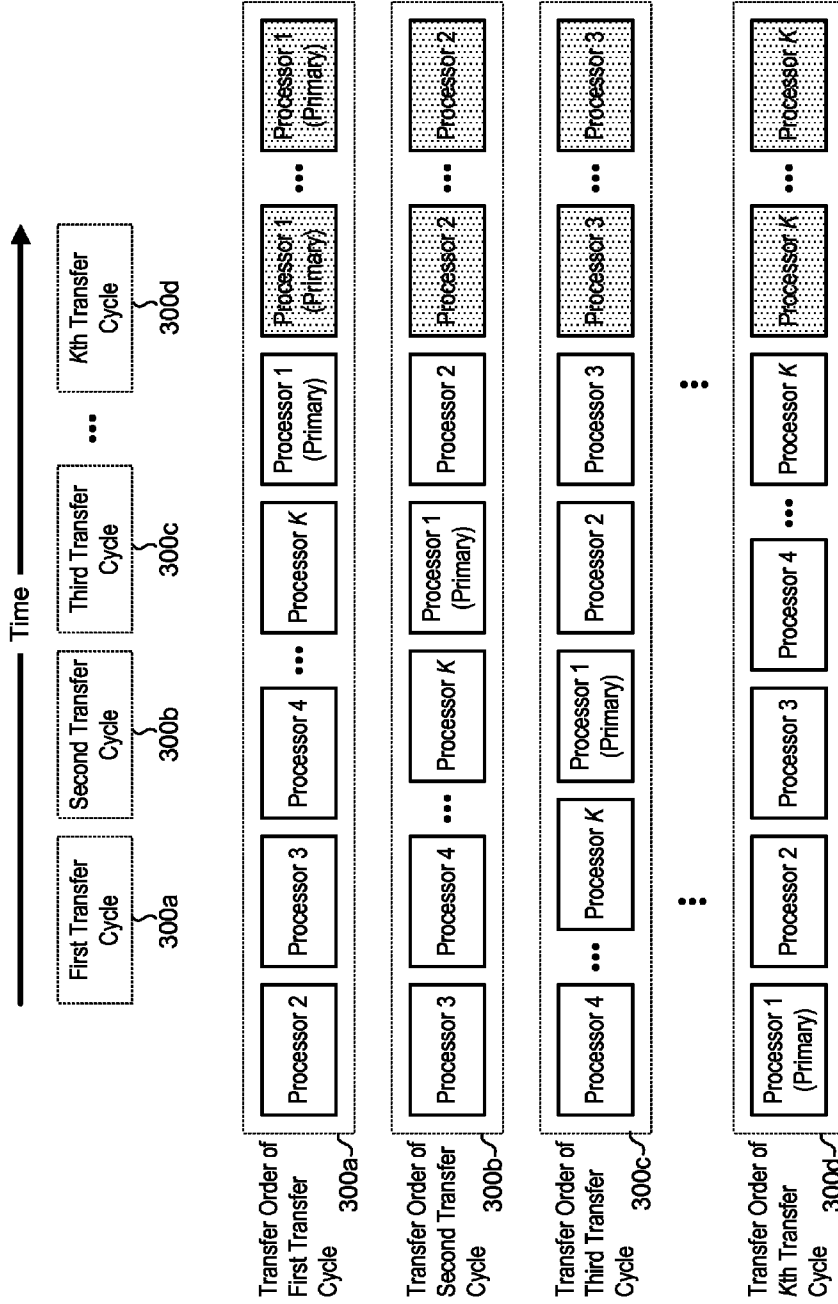 Time
First Transfer
Cycle
300a
Second Transfer
Cycle
300b
Third Transfer
Cycle
300c
•••
Kth Transfer
Cycle
300d
Transfer Order of
First Transfer
Cycle
300a
Processor 2
Processor 3
Processor 4
•••
Processor K
Processor 1
(Primary)
Processor 1
(Primary)
•••
Processor 1
(Primary)
Transfer Order of
Second Transfer
Cycle
300b
Processor 3
Processor 4
•••
Processor K
Processor 1
(Primary)
Processor 2
Processor 2
•••
Processor 2
Transfer Order of
Third Transfer
Cycle
300c
Processor 4
•••
Processor K
Processor 1
(Primary)
Processor 2
Processor 3
Processor 3
•••
Processor 3
•••
•••
Transfer Order of
Kth Transfer
Cycle
300d
Processor 1
(Primary)
Processor 2
Processor 3
Processor 4
•••
Processor K
Processor K
•••
Processor K